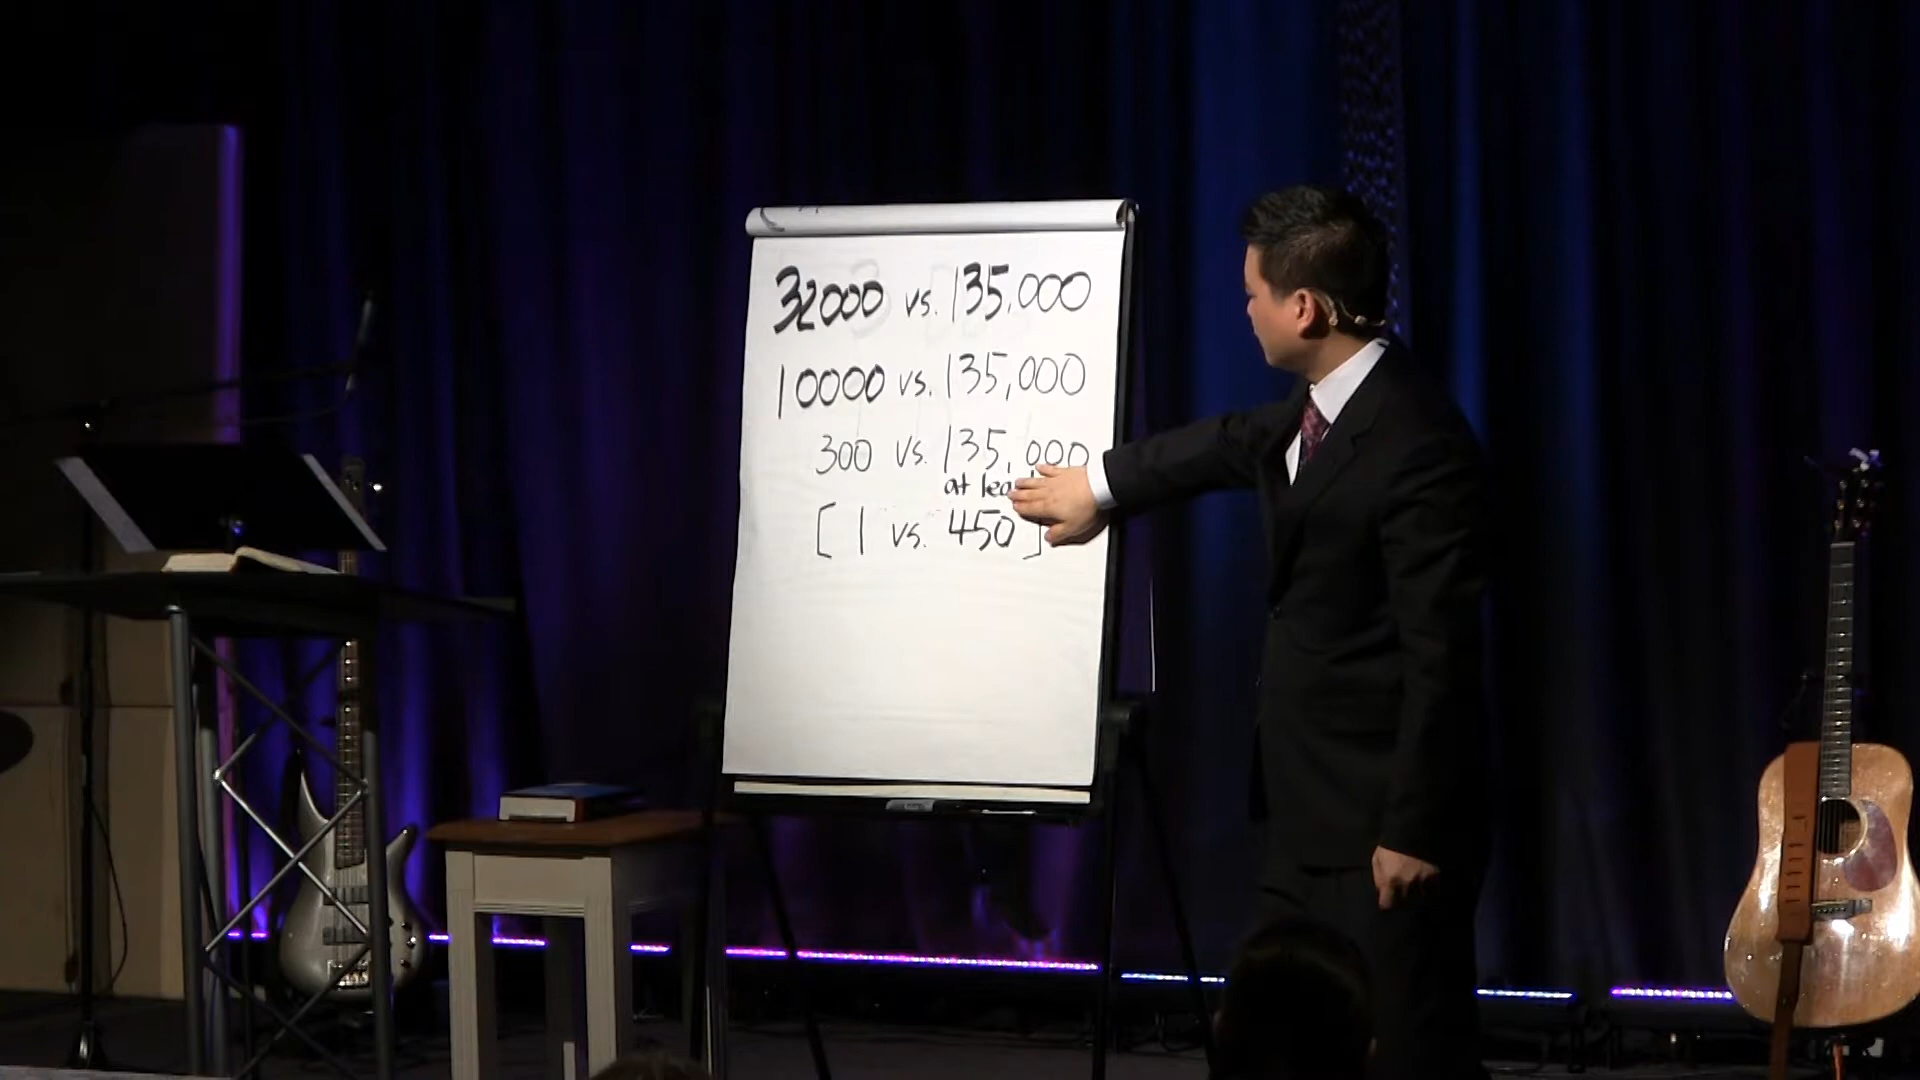 32000 vs. 135,000
10000 vs. 135,000
300 vs. 135,000
at
[ 1 vs. 450 ]